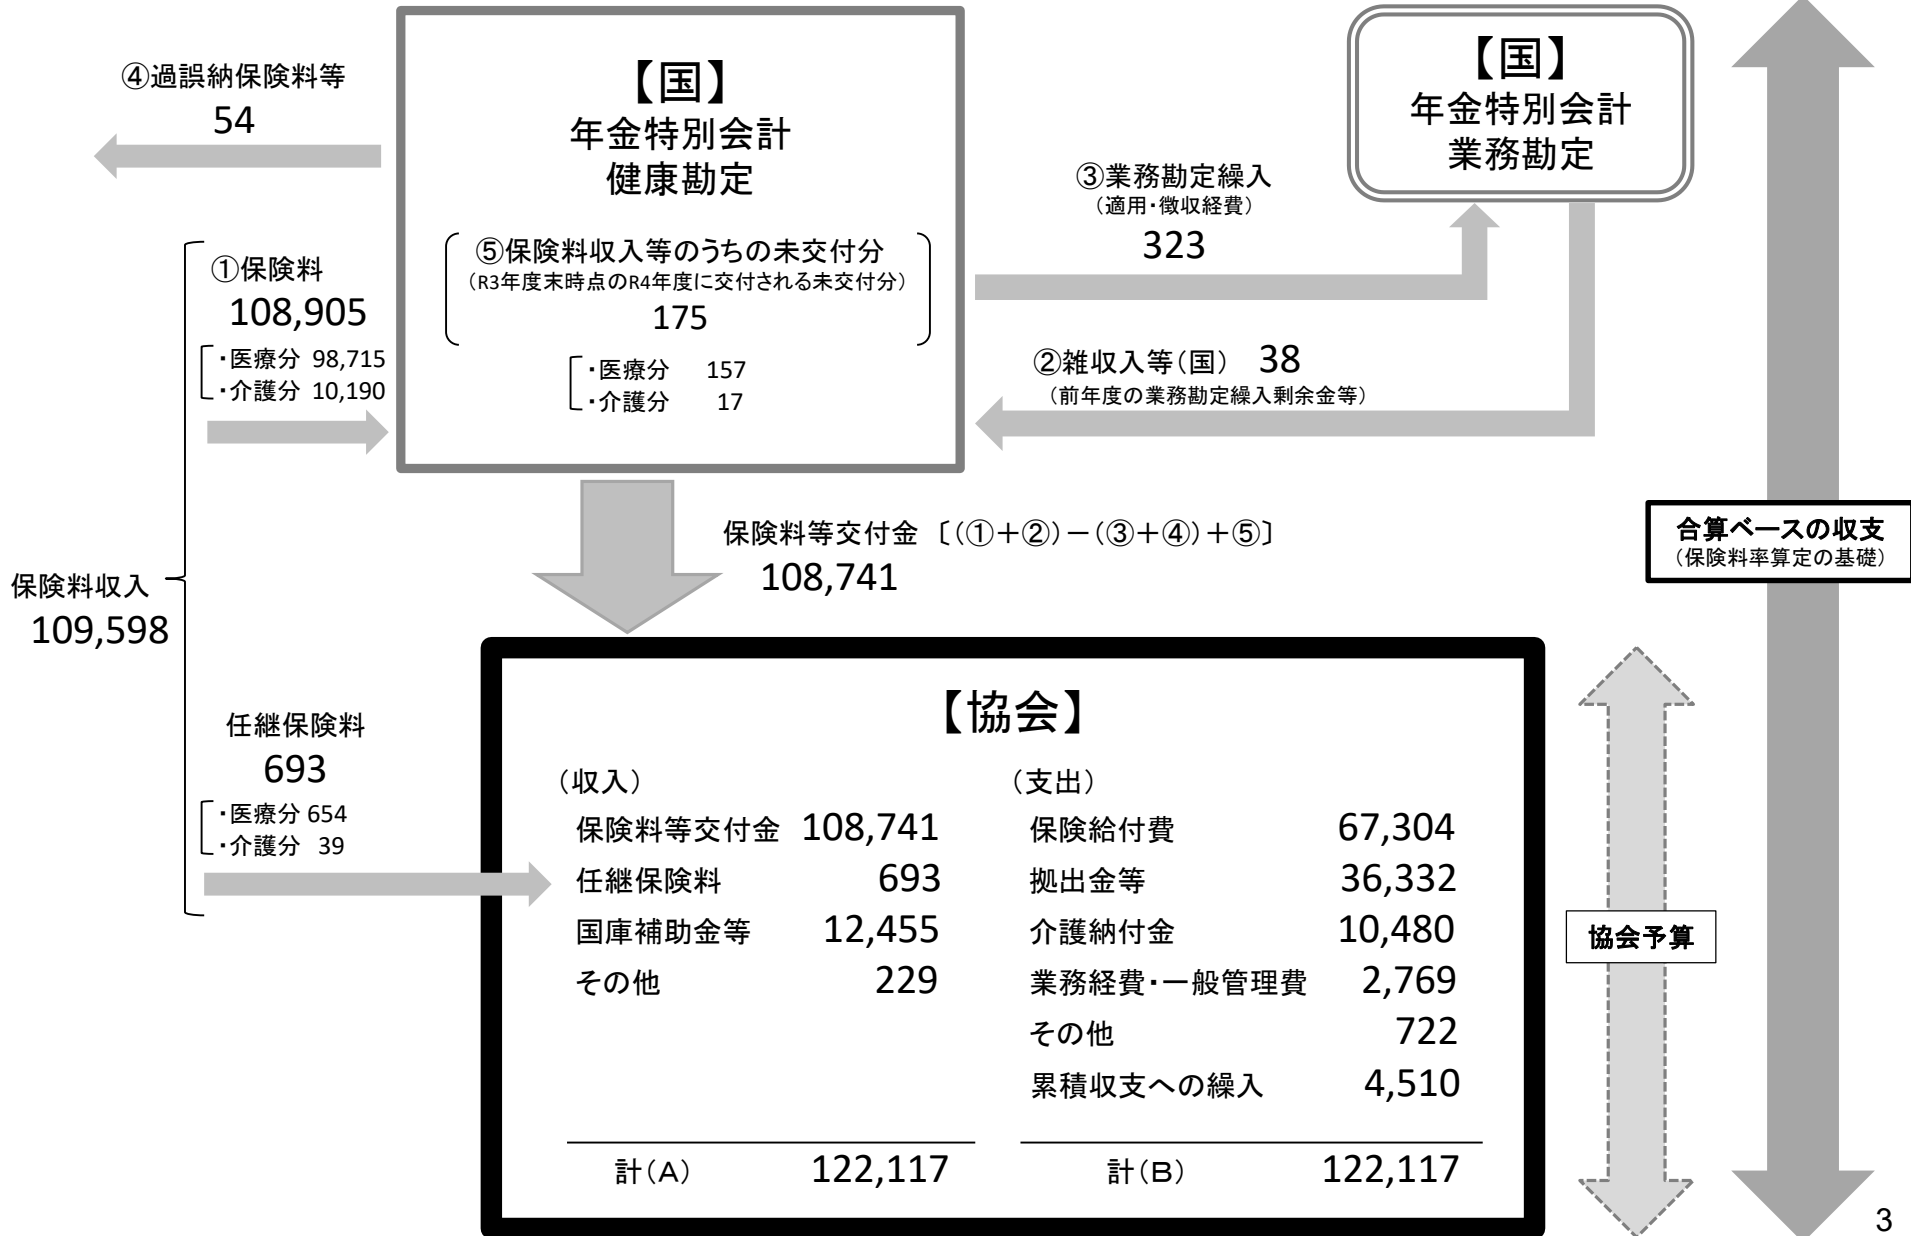 ④過誤納保険料等
54
【国】
年金特別会計
健康勘定
【国】
年金特別会計
業務勘定
③業務勘定繰入
（適用・徴収経費）
323
⑤保険料収入等のうちの未交付分
（R3年度末時点のR4年度に交付される未交付分）
175
・医療分 157
・介護分 17
①保険料
108,905
・医療分 98,715
・介護分 10,190
②雑収入等（国） 38
（前年度の業務勘定繰入剰余金等）
保険料等交付金 〔（①＋②）－（③＋④）＋⑤〕
108,741
合算ベースの収支
（保険料率算定の基礎）
保険料収入
109,598
任継保険料
693
・医療分 654
・介護分 39
【協会】
（収入）
保険料等交付金 108,741
任継保険料 693
国庫補助金等 12,455
その他 229
計（A） 122,117
（支出）
保険給付費 67,304
拠出金等 36,332
介護納付金 10,480
業務経費・一般管理費 2,769
その他 722
累積収支への繰入 4,510
計（B） 122,117
協会予算
3